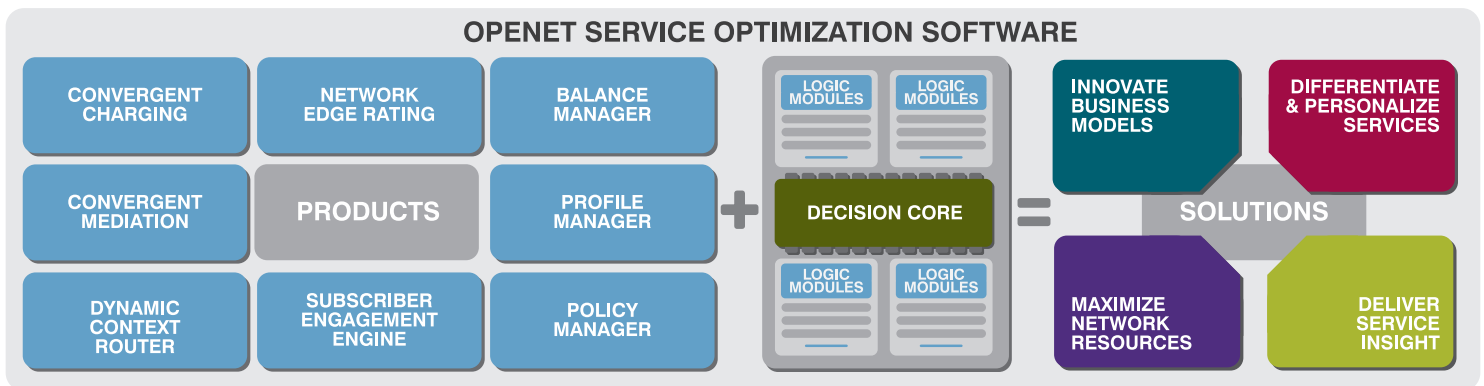 OPENET SERVICE OPTIMIZATION SOFTWARE
CONVERGENT
CHARGING
NETWORK
EDGE RATING
BALANCE
MANAGER
CONVERGENT
MEDIATION
PRODUCTS
PROFILE
MANAGER
DYNAMIC
CONTEXT
ROUTER
SUBSCRIBER
ENGAGEMENT
ENGINE
POLICY
MANAGER
+
LOGIC
MODULES
LOGIC
MODULES
DECISION CORE
LOGIC
MODULES
LOGIC
MODULES
=
INNOVATE
BUSINESS
MODELS
DIFFERENTIATE
& PERSONALIZE
SERVICES
SOLUTIONS
MAXIMIZE
NETWORK
RESOURCES
DELIVER
SERVICE
INSIGHT